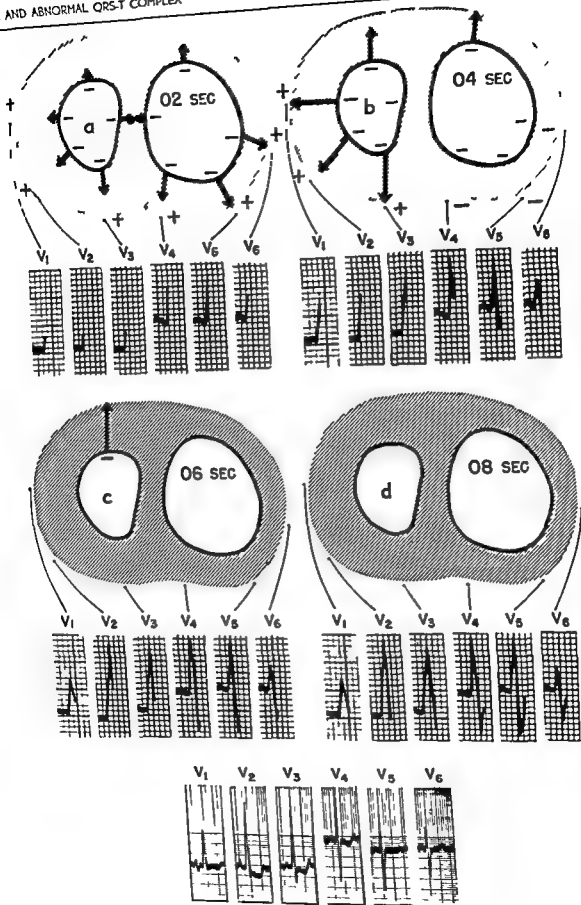 AND ABNORMAL QRS-T COMPLEX
a
02 SEC
b
04 SEC
V1 V2 V3 V4 V5 V6
V1 V2 V3 V4 V5 V6
c
06 SEC
d
08 SEC
V1 V2 V3 V4 V5 V6
V1 V2 V3 V4 V5 V6
V1 V2 V3 V4 V5 V6